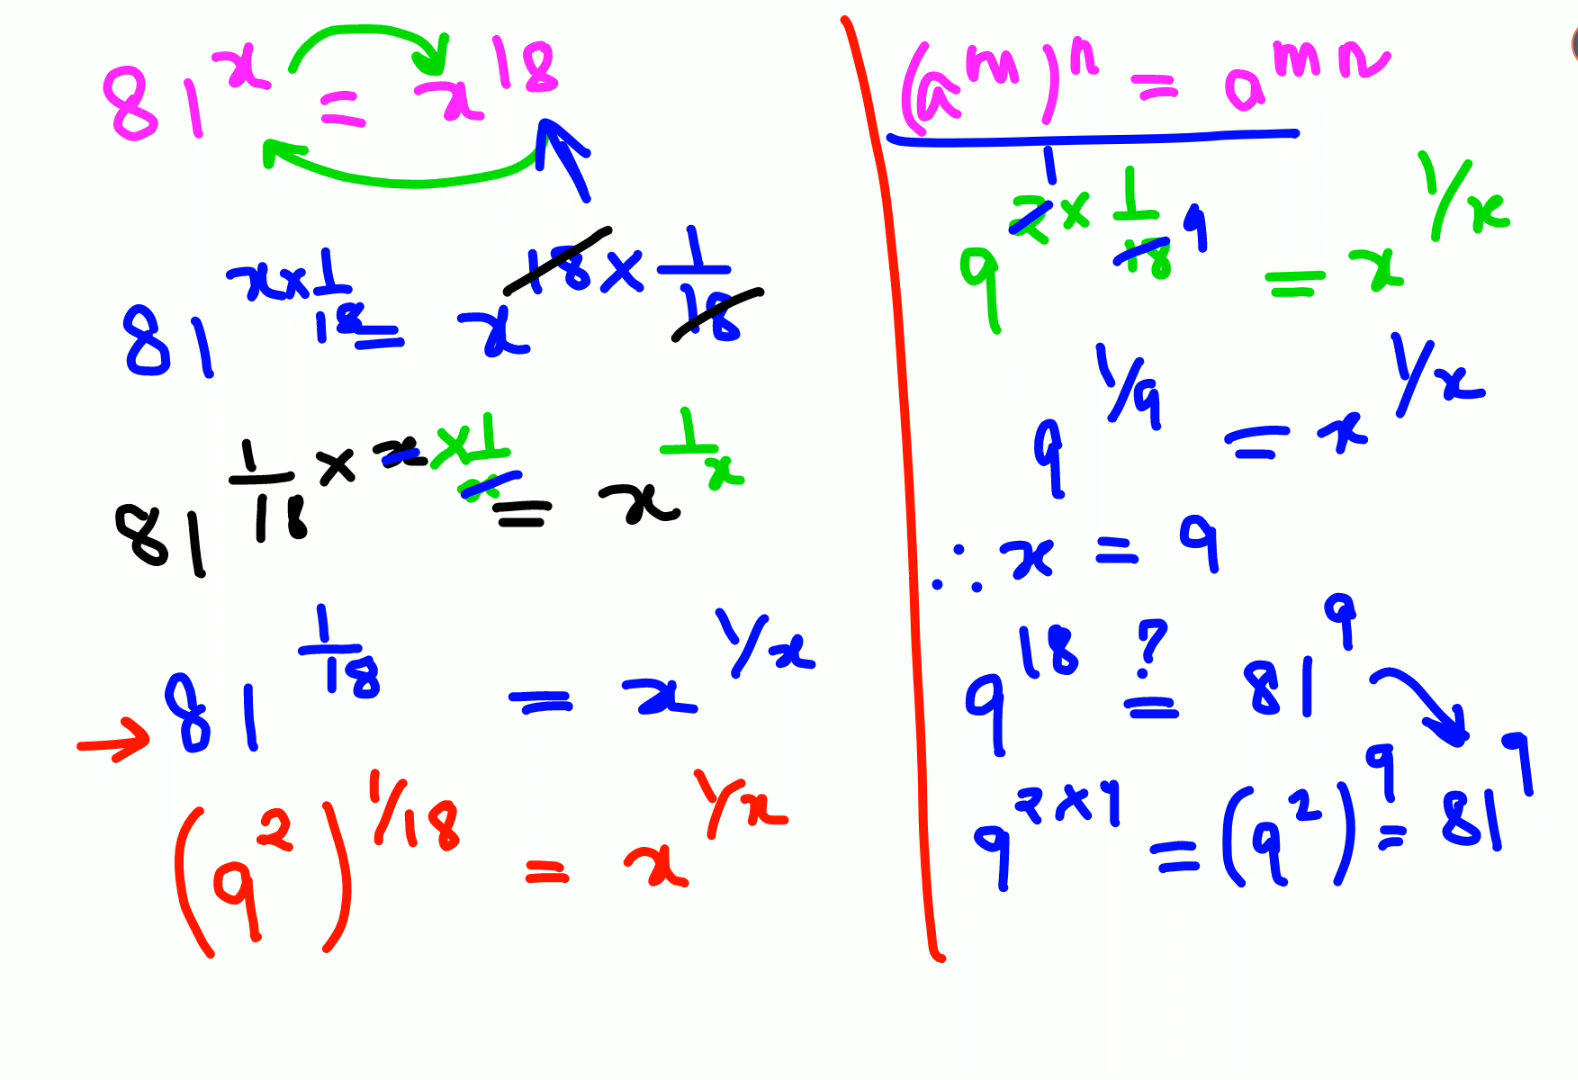 81^x = x^18
81^(x×1/18) = x^(18×1/18)
81^(1/18 × x × 1/x) = x^(1/x)
→ 81^(1/18) = x^(1/x)
(9^2)^(1/18) = x^(1/x)
(a^m)^n = a^(mn)
9^(2×1/18) 9 = x^(1/x)
9^(1/9) = x^(1/x)
∴ x = 9
9^18 ?= 81^9
9^(2×9) = (9^2)^9 = 81^9